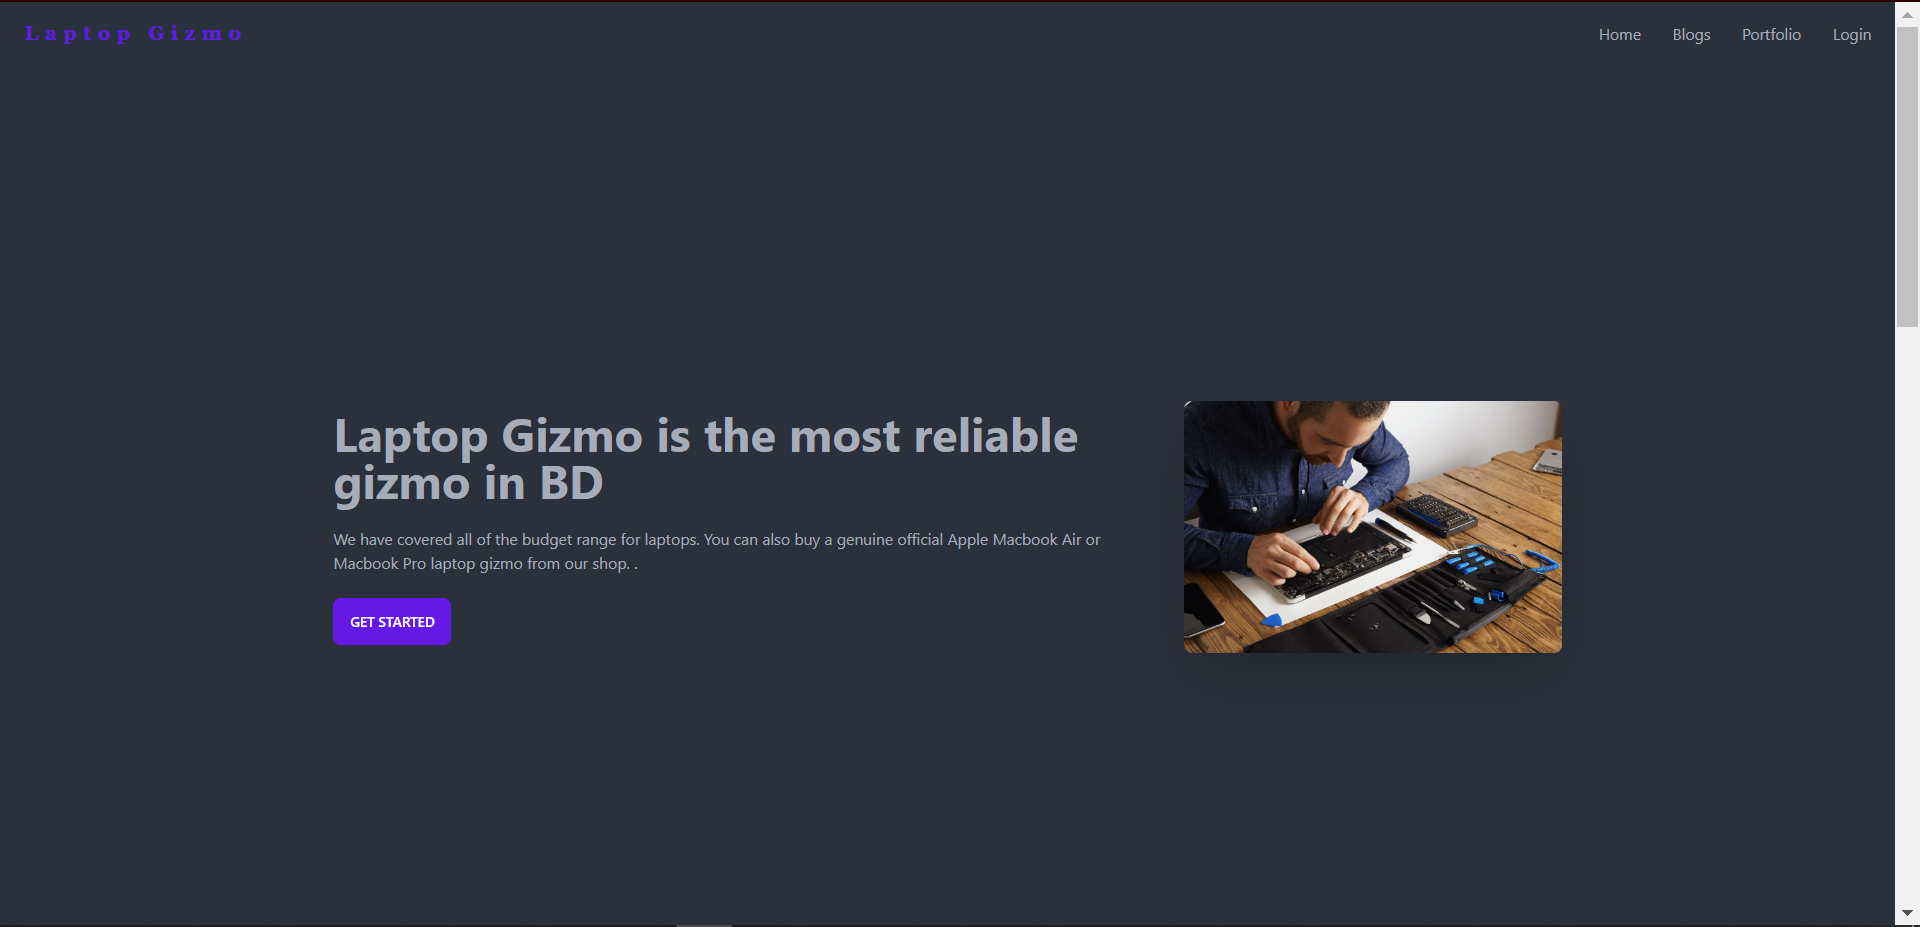 Laptop Gizmo
Home Blogs Portfolio Login
Laptop Gizmo is the most reliable
gizmo in BD
We have covered all of the budget range for laptops. You can also buy a genuine official Apple Macbook Air or
Macbook Pro laptop gizmo from our shop. .
GET STARTED